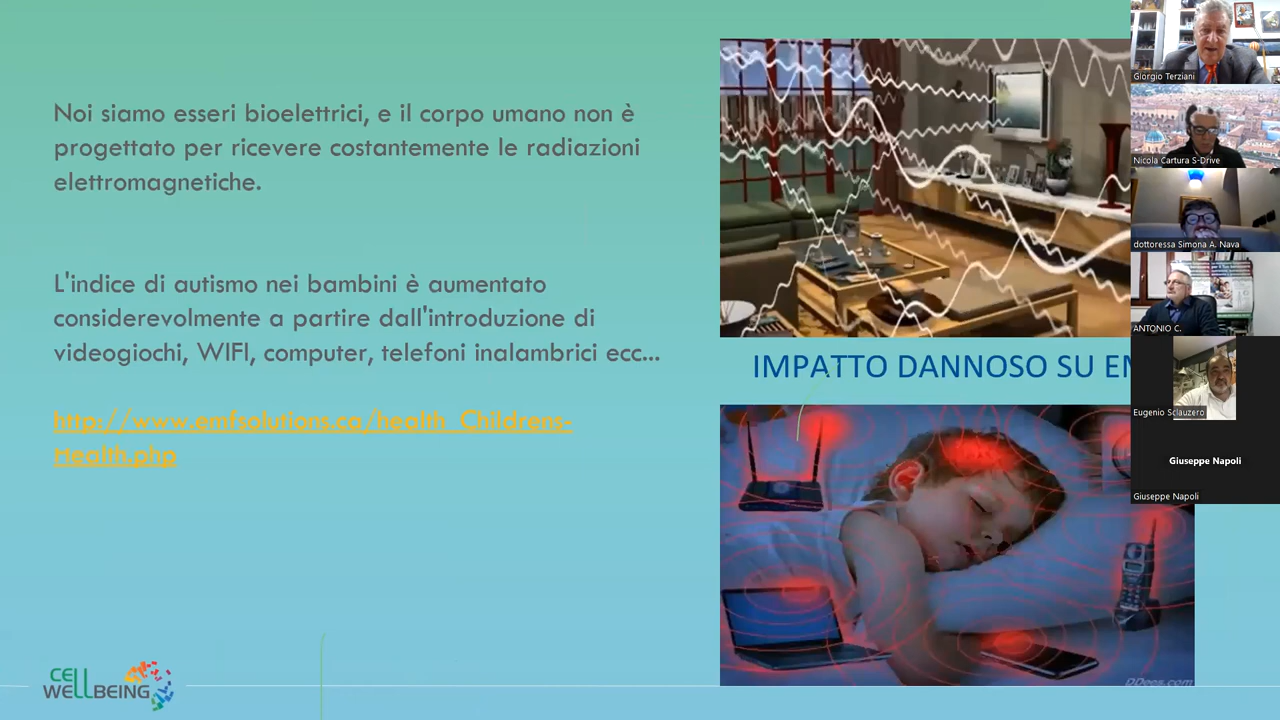 Noi siamo esseri bioelettrici, e il corpo umano non è
progettato per ricevere costantemente le radiazioni
elettromagnetiche.
L'indice di autismo nei bambini è aumentato
considerevolmente a partire dall'introduzione di
videogiochi, WIFI, computer, telefoni inalambrici ecc...
http://www.emfsolutions.ca/health_Childrens-
Health.php
CELL
WELLBEING
IMPATTO DANNOSO SU EM
DDees.com
Giorgio Terziani
Nicola Cartura S-Drive
dottoressa Simona A. Nava
ANTONIO C.
Eugenio Sclauzero
Giuseppe Napoli
Giuseppe Napoli